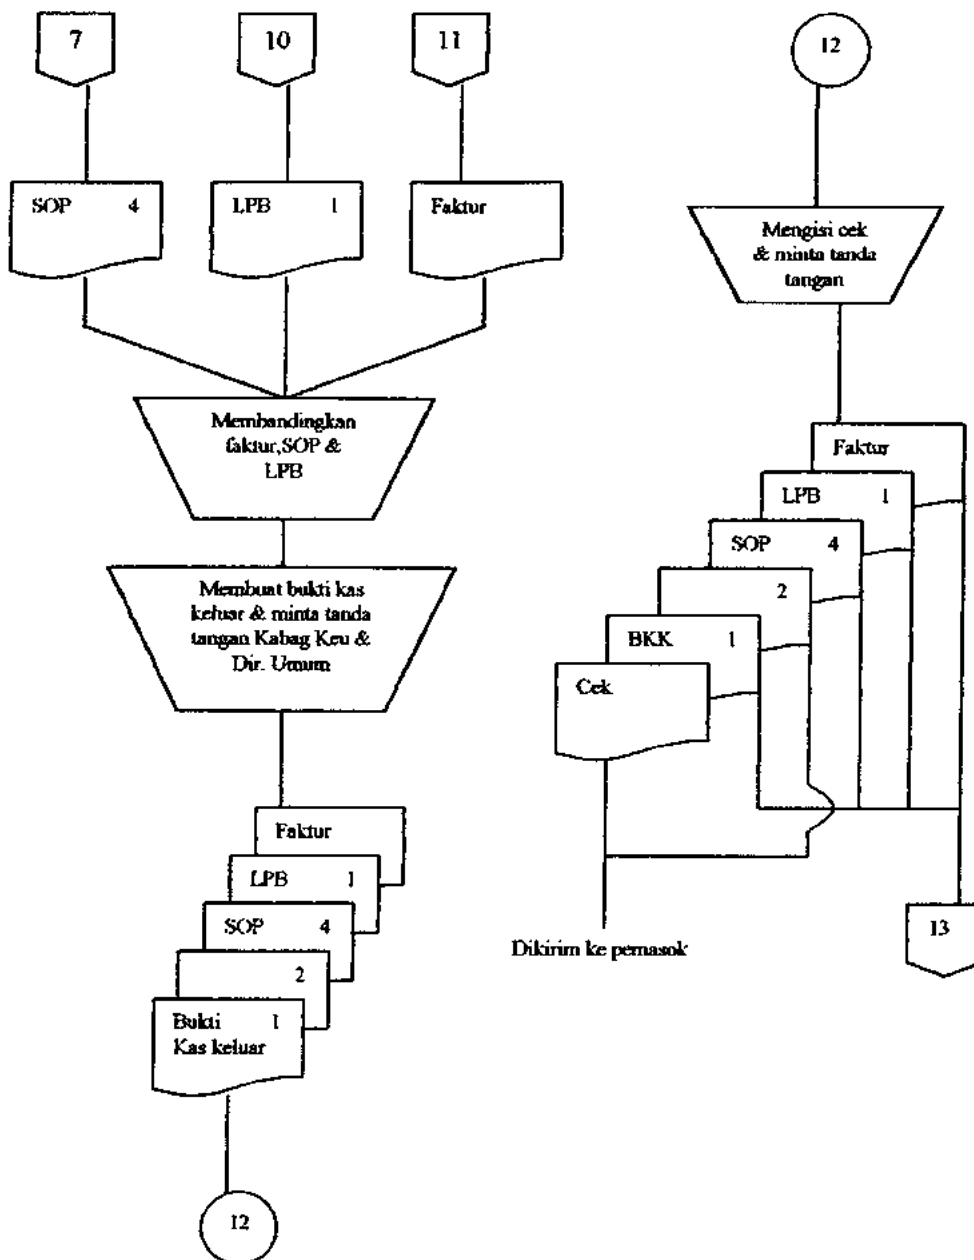 7
10
11
SOP 4
LPB 1
Faktur
Membandingkan
faktur,SOP &
LPB
Membuat bukti kas
keluar & minta tanda
tangan Kabag Keu &
Dir. Umum
Faktur
LPB 1
SOP 4
2
Bukti 1
Kas keluar
12
12
Mengisi cek
& minta tanda
tangan
Faktur
LPB 1
SOP 4
2
BKK 1
Cek
Dikirim ke pemasok
13